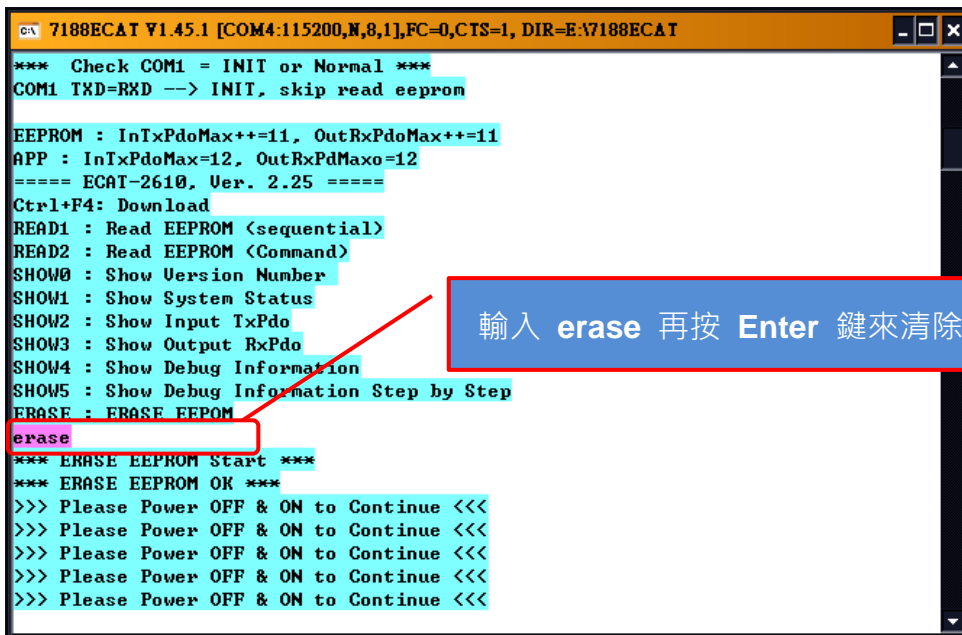 7188ECAT V1.45.1 [COM4:115200,N,8,1],FC=0,CTS=1, DIR=E:\7188ECAT
*** Check COM1 = INIT or Normal ***
COM1 TXD=RXD --> INIT, skip read eeprom
EEPROM : InTxPdoMax++=11, OutRxPdoMax++=11
APP : InTxPdoMax=12, OutRxPdMaxo=12
===== ECAT-2610, Ver. 2.25 =====
Ctrl+F4: Download
READ1 : Read EEPROM (sequential)
READ2 : Read EEPROM (Command)
SHOW0 : Show Version Number
SHOW1 : Show System Status
SHOW2 : Show Input TxPdo
SHOW3 : Show Output RxPdo
SHOW4 : Show Debug Information
SHOW5 : Show Debug Information Step by Step
ERASE : ERASE EEPOM
erase
*** ERASE EEPROM Start ***
*** ERASE EEPROM OK ***
>>> Please Power OFF & ON to Continue <<<
>>> Please Power OFF & ON to Continue <<<
>>> Please Power OFF & ON to Continue <<<
>>> Please Power OFF & ON to Continue <<<
>>> Please Power OFF & ON to Continue <<<
輸入 erase 再按 Enter 鍵來清除